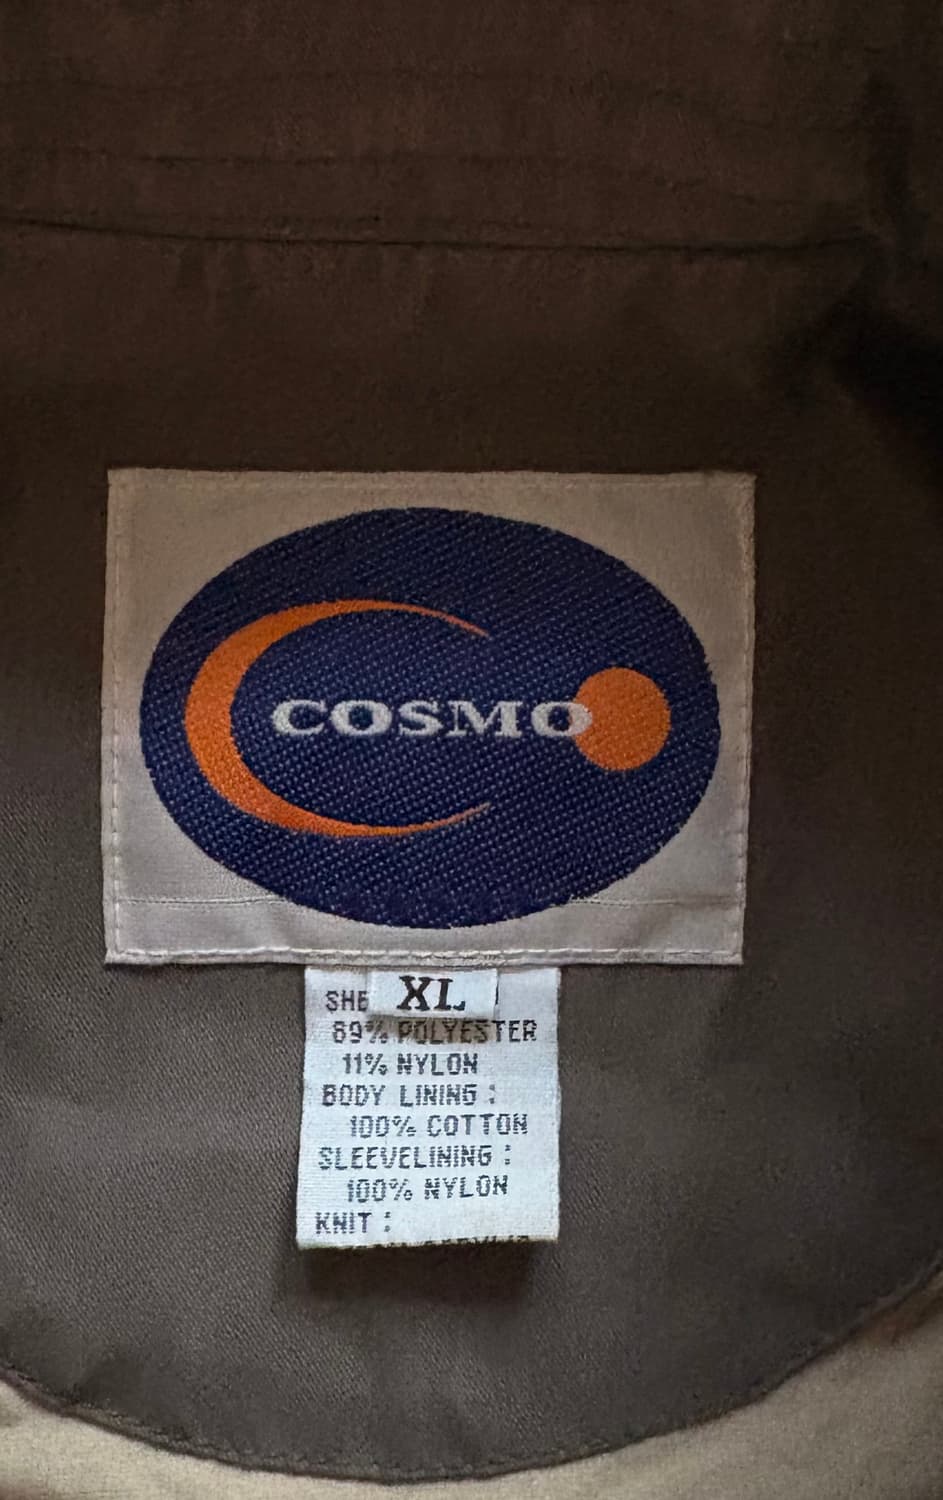 COSMO
XL
SHE
89% POLYESTER
11% NYLON
BODY LINING :
100% COTTON
SLEEVELINING :
100% NYLON
KNIT :